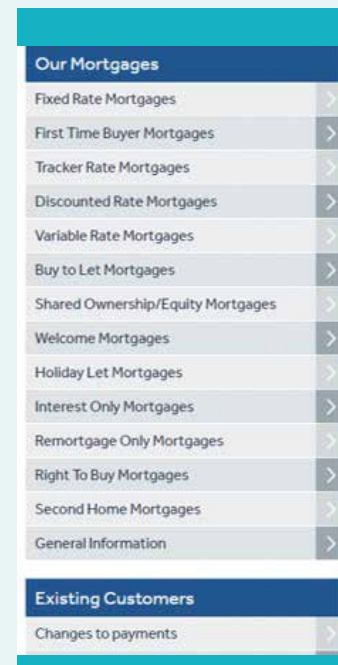 Our Mortgages
Fixed Rate Mortgages
First Time Buyer Mortgages
Tracker Rate Mortgages
Discounted Rate Mortgages
Variable Rate Mortgages
Buy to Let Mortgages
Shared Ownership/Equity Mortgages
Welcome Mortgages
Holiday Let Mortgages
Interest Only Mortgages
Remortgage Only Mortgages
Right To Buy Mortgages
Second Home Mortgages
General Information
Existing Customers
Changes to payments